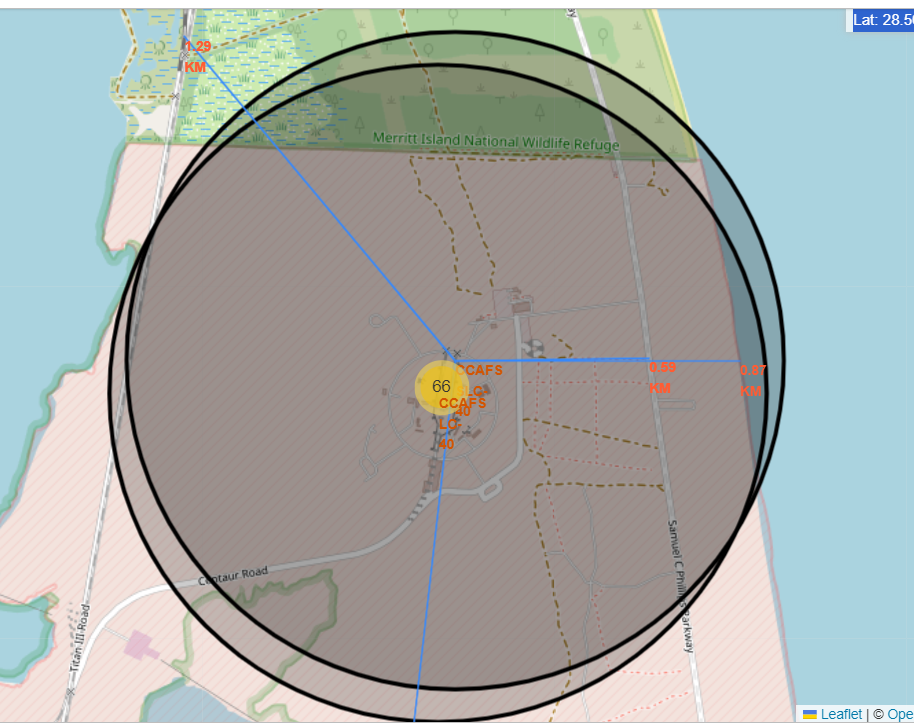 Lat: 28.50
1.29
KM
Merritt Island National Wildlife Refuge
CCAFS
LC-
40
66
CCAFS
LC-
40
0.59
KM
0.87
KM
Centaur Road
Titan III Road
Samuel C Phillips Parkway
Leaflet | © Ope